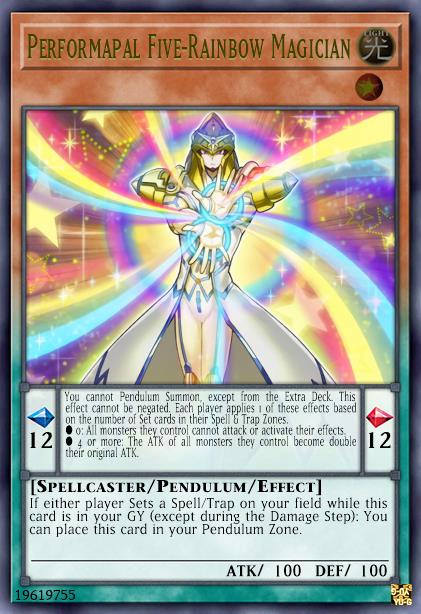 PERFORMAPAL FIVE-RAINBOW MAGICIAN
LIGHT
光
You cannot Pendulum Summon, except from the Extra Deck. This
effect cannot be negated. Each player applies 1 of these effects based
on the number of Set cards in their Spell & Trap Zones.
● 0: All monsters they control cannot attack or activate their effects.
● 4 or more: The ATK of all monsters they control become double
their original ATK.
12
12
[SPELLCASTER/PENDULUM/EFFECT]
If either player Sets a Spell/Trap on your field while this
card is in your GY (except during the Damage Step): You
can place this card in your Pendulum Zone.
ATK/ 100 DEF/ 100
19619755